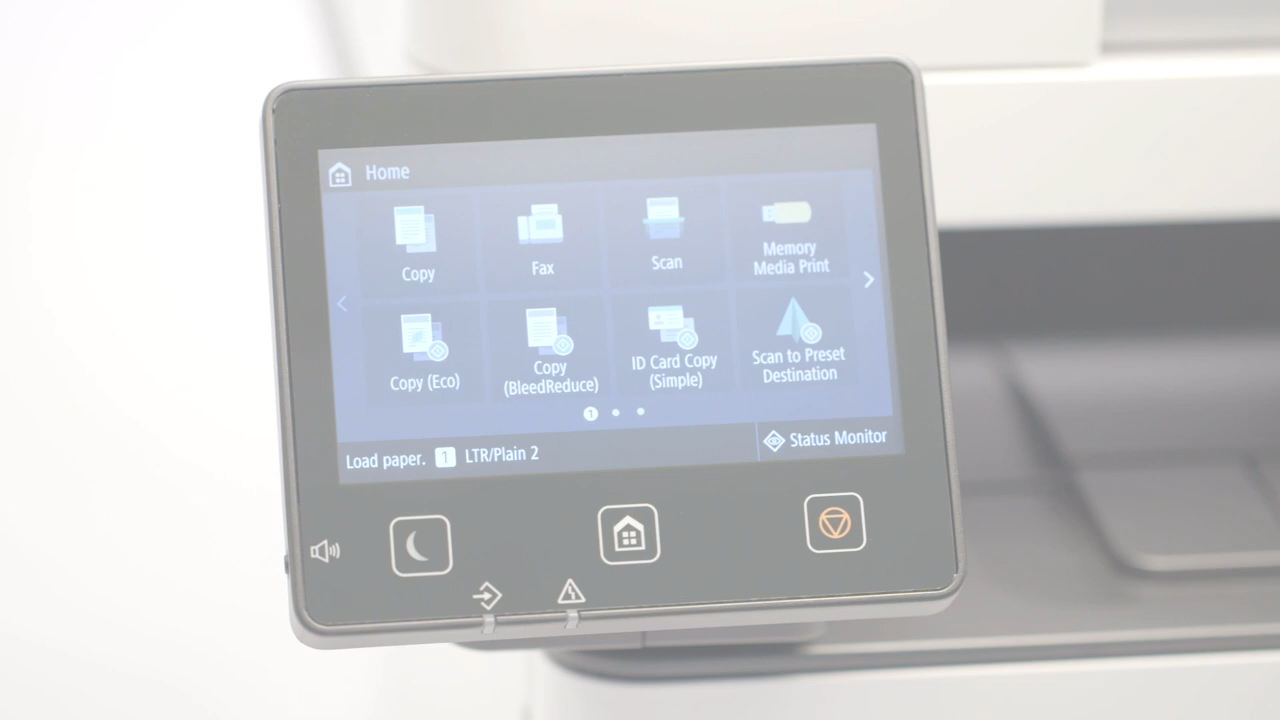 Home
Copy
Fax
Scan
Memory
Media Print
Copy (Eco)
Copy
(BleedReduce)
ID Card Copy
(Simple)
Scan to Preset
Destination
1
Load paper. 1 LTR/Plain 2
Status Monitor